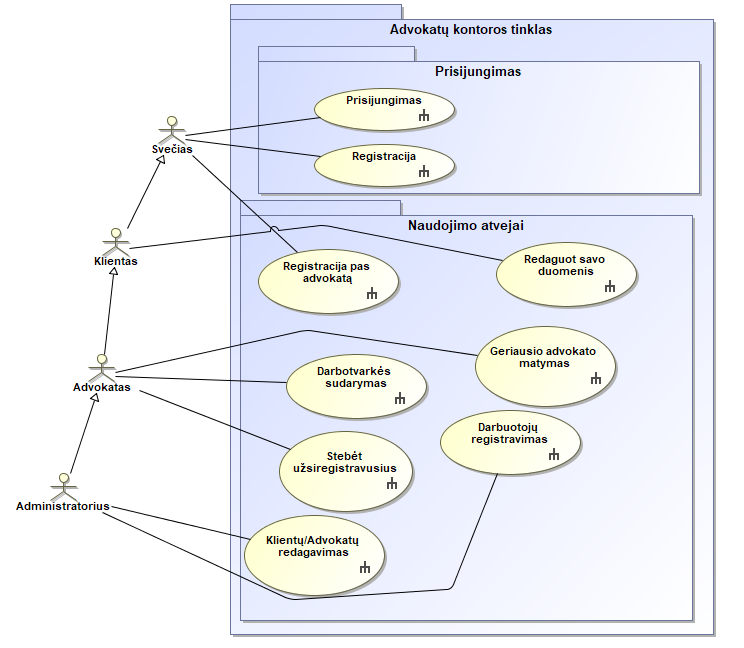 Advokatų kontoros tinklas
Prisijungimas
Prisijungimas
Registracija
Svečias
Naudojimo atvejai
Klientas
Registracija pas
advokatą
Redaguot savo
duomenis
Advokatas
Darbotvarkės
sudarymas
Geriausio advokato
matymas
Stebėt
užsiregistravusius
Darbuotojų
registravimas
Administratorius
Klientų/Advokatų
redagavimas